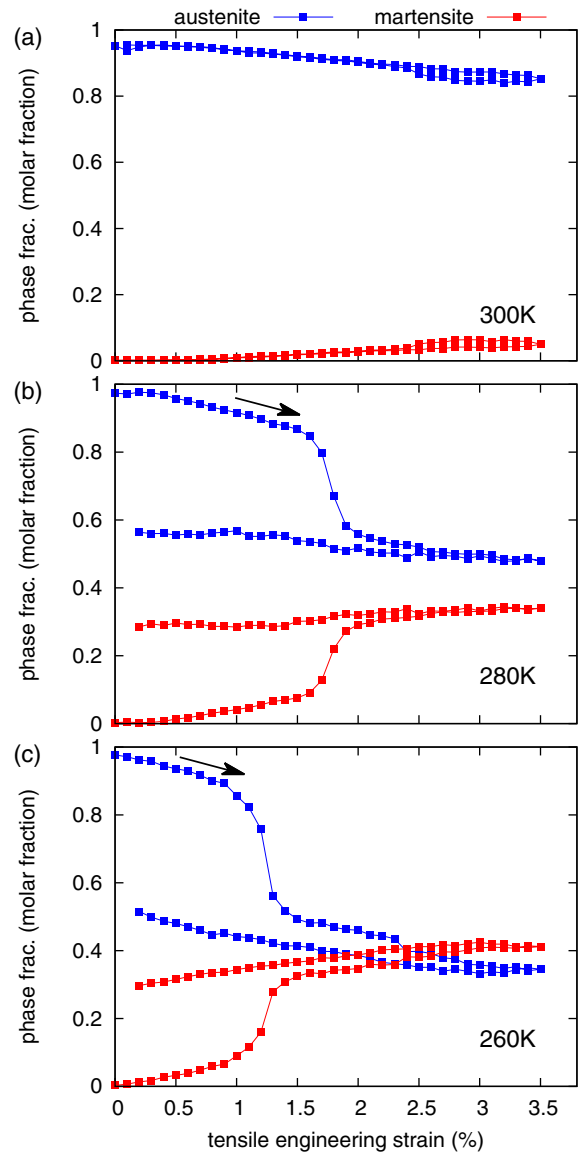 austenite martensite
(a)
1
0.8
0.6
0.4
0.2
0
phase frac. (molar fraction)
300K
(b)
1
0.8
0.6
0.4
0.2
0
phase frac. (molar fraction)
280K
(c)
1
0.8
0.6
0.4
0.2
0
phase frac. (molar fraction)
260K
0 0.5 1 1.5 2 2.5 3 3.5
tensile engineering strain (%)